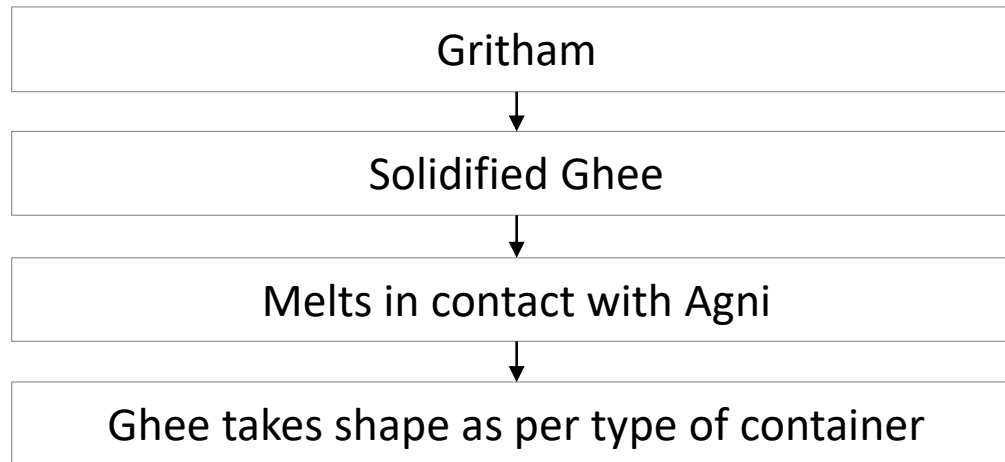 Gritham
Solidified Ghee
Melts in contact with Agni
Ghee takes shape as per type of container